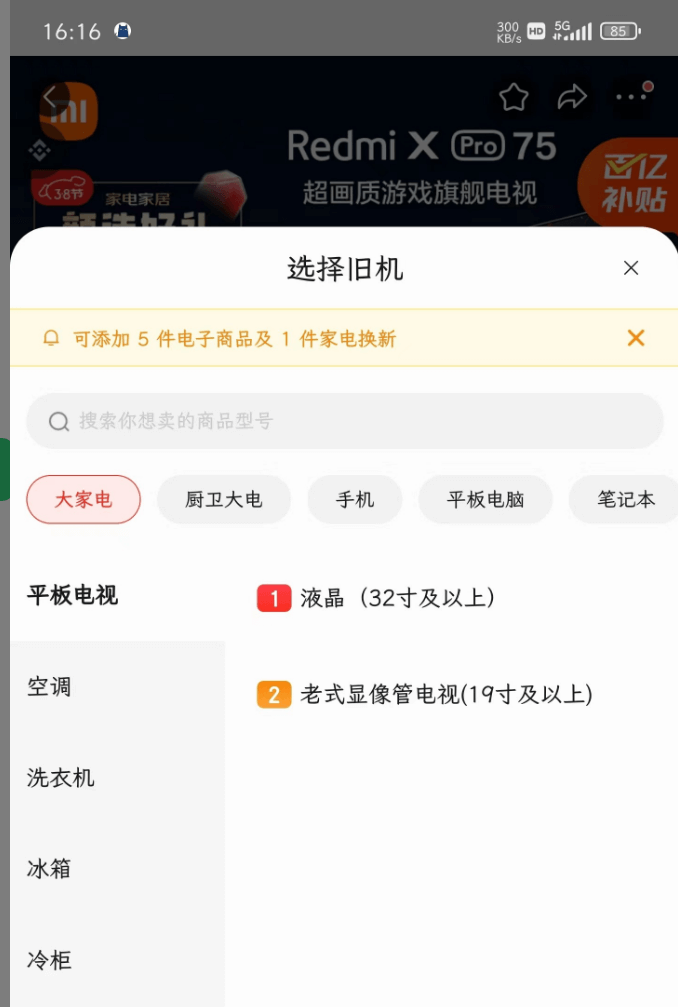 16:16
300 KB/s HD 5G 85
mi
Redmi X Pro 75
超画质游戏旗舰电视
百亿
补贴
38节
家电家居
选择旧机
可添加 5 件电子商品及 1 件家电换新
搜索你想卖的商品型号
大家电 厨卫大电 手机 平板电脑 笔记本
平板电视
1 液晶（32寸及以上）
空调
2 老式显像管电视(19寸及以上)
洗衣机
冰箱
冷柜